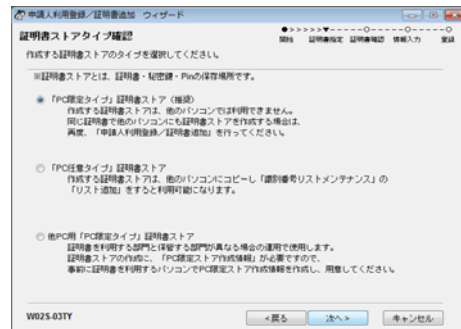 申請人利用登録/証明書追加 ウィザード
証明書ストアタイプ確認
●>>>>>▼------○------○------○
開始 証明書指定 証明書確認 情報入力 登録
作成する証明書ストアのタイプを選択してください。
※証明書ストアとは、証明書・秘密鍵・Pinの保存場所です。
「PC限定タイプ」証明書ストア (推奨)
作成する証明書ストアは、他のパソコンでは利用できません。
同じ証明書で他のパソコンにも証明書ストアを作成する場合は、
再度、「申請人利用登録/証明書追加」を行ってください。
「PC任意タイプ」証明書ストア
作成する証明書ストアは、他のパソコンにコピーし「識別番号リストメンテナンス」の
「リスト追加」をすると利用可能になります。
他PC用「PC限定タイプ」証明書ストア
証明書を利用する部門と保管する部門が異なる場合の運用で使用します。
証明書ストアの作成に、「PC限定ストア作成情報」が必要ですので、
事前に証明書を利用するパソコンでPC限定ストア作成情報を作成し、用意してください。
W02S-03TY
<戻る 次へ> キャンセル